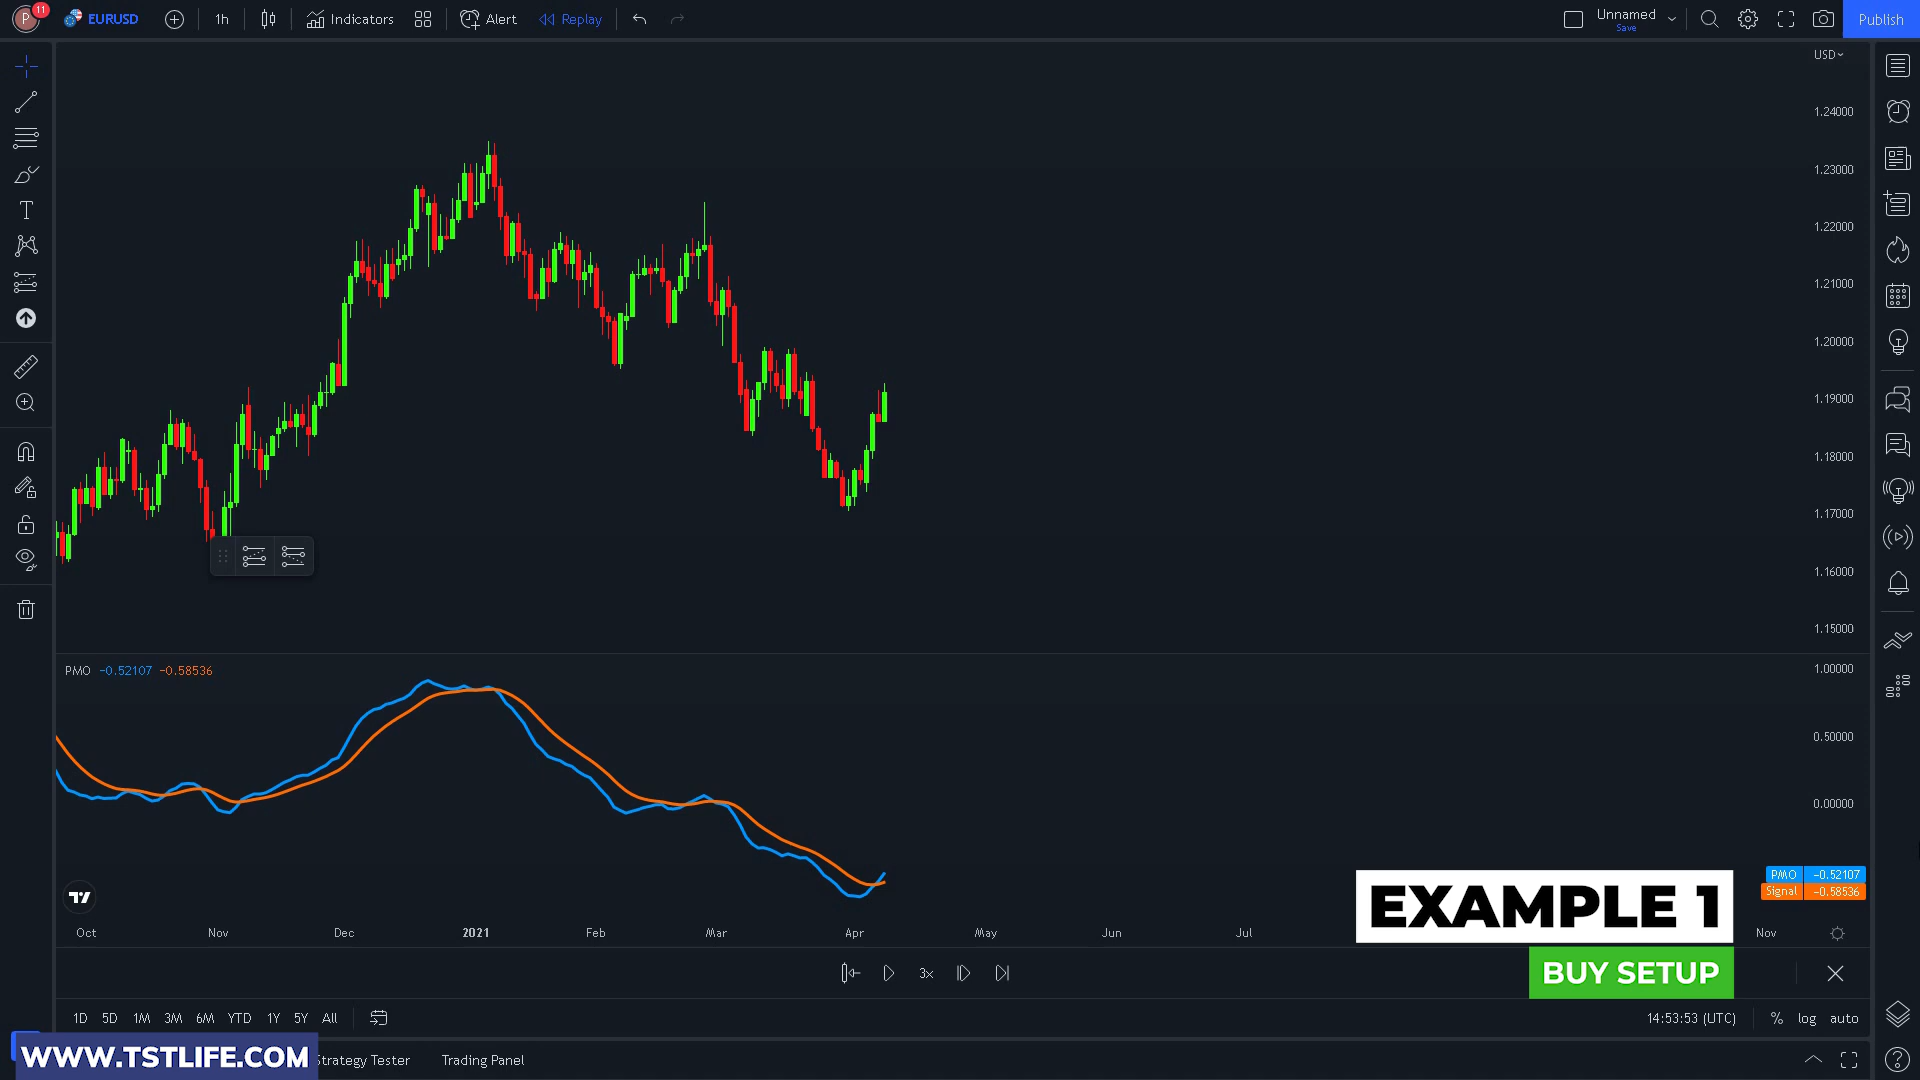 P 11 EURUSD 1h Indicators Alert Replay Unnamed Save Publish
USD
1.24000
1.23000
1.22000
1.21000
1.20000
1.19000
1.18000
1.17000
1.16000
1.15000
PMO -0.52107 -0.58536
1.00000
0.50000
0.00000
PMO -0.52107
Signal -0.58536
EXAMPLE 1
Oct Nov Dec 2021 Feb Mar Apr May Jun Jul Nov
3x
BUY SETUP
1D 5D 1M 3M 6M YTD 1Y 5Y All 14:53:53 (UTC) % log auto
WWW.TSTLIFE.COM Strategy Tester Trading Panel